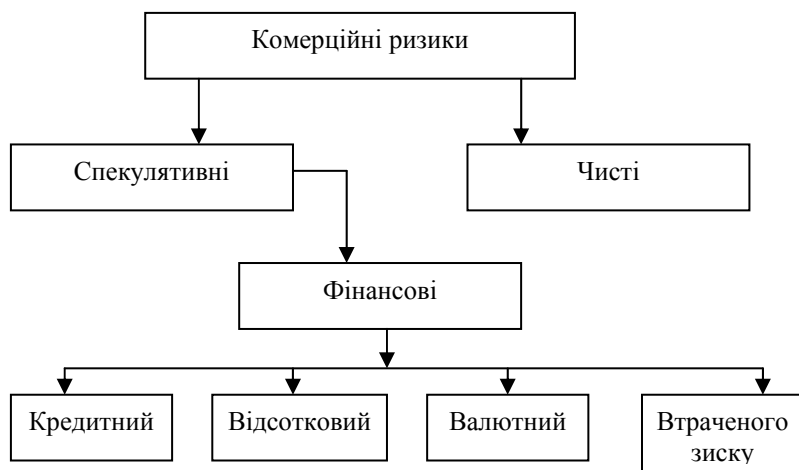 Комерційні ризики
Спекулятивні
Чисті
Фінансові
Кредитний
Відсотковий
Валютний
Втраченого
зиску